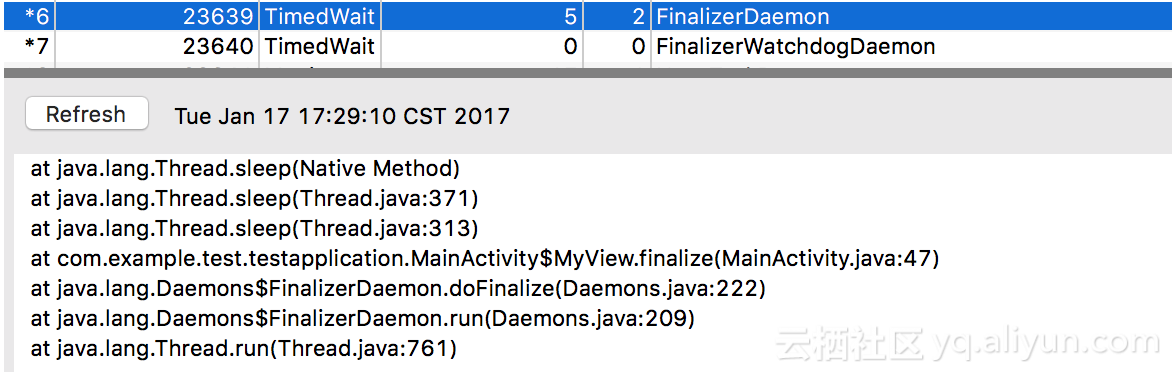 *6 23639 TimedWait 5 2 FinalizerDaemon
*7 23640 TimedWait 0 0 FinalizerWatchdogDaemon
Refresh Tue Jan 17 17:29:10 CST 2017
at java.lang.Thread.sleep(Native Method)
at java.lang.Thread.sleep(Thread.java:371)
at java.lang.Thread.sleep(Thread.java:313)
at com.example.test.testapplication.MainActivity$MyView.finalize(MainActivity.java:47)
at java.lang.Daemons$FinalizerDaemon.doFinalize(Daemons.java:222)
at java.lang.Daemons$FinalizerDaemon.run(Daemons.java:209)
at java.lang.Thread.run(Thread.java:761)
云栖社区 yq.aliyun.com